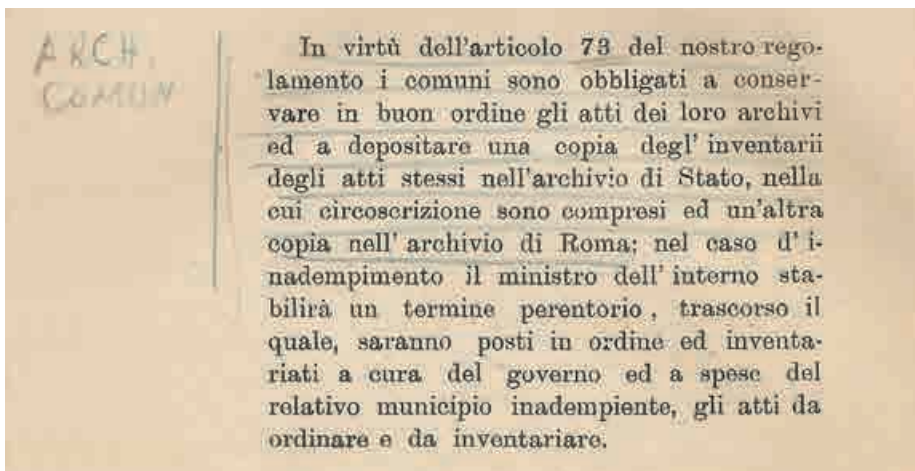 ARCH.
COMUN
In virtù dell'articolo 73 del nostro rego-
lamento i comuni sono obbligati a conser-
vare in buon ordine gli atti dei loro archivi
ed a depositare una copia degl' inventarii
degli atti stessi nell'archivio di Stato, nella
cui circoscrizione sono compresi ed un'altra
copia nell' archivio di Roma; nel caso d' i-
nadempimento il ministro dell' interno sta-
bilirà un termine perentorio, trascorso il
quale, saranno posti in ordine ed inventa-
riati a cura del governo ed a spese del
relativo municipio inadempiente, gli atti da
ordinare e da inventariare.